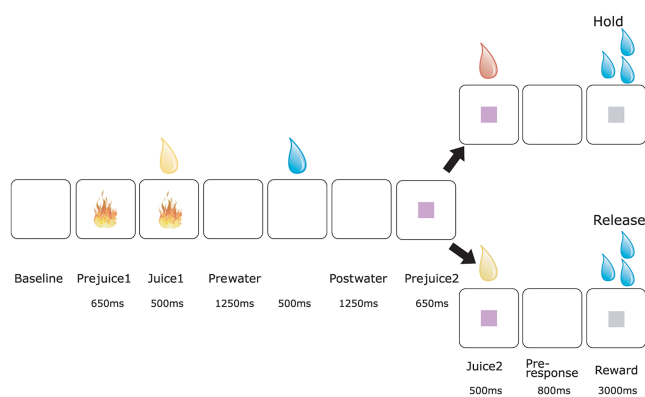 Hold
Release
Baseline
Prejuice1
Juice1
Prewater
Postwater
Prejuice2
650ms
500ms
1250ms
500ms
1250ms
650ms
Juice2
Pre-
response
Reward
500ms
800ms
3000ms